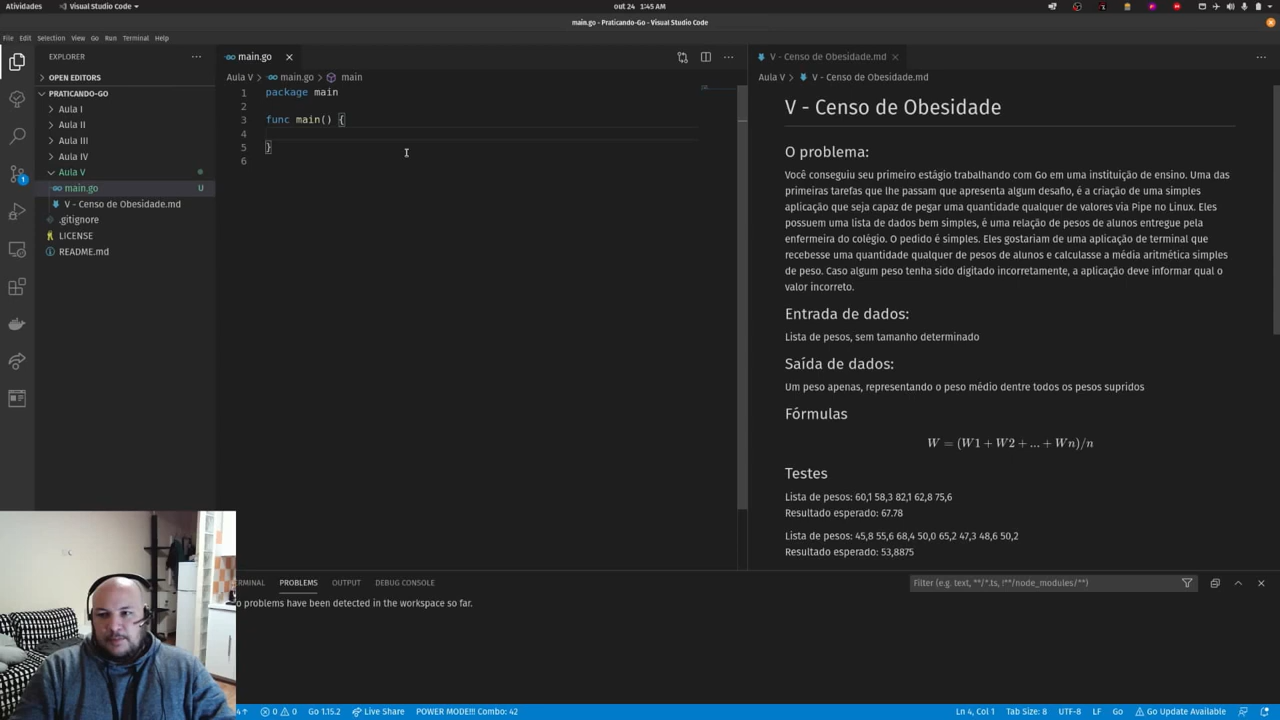 Atividades
Visual Studio Code
out 24 1:45 AM
main.go - Praticando-Go - Visual Studio Code
File Edit Selection View Go Run Terminal Help
EXPLORER
OPEN EDITORS
PRATICANDO-GO
Aula I
Aula II
Aula III
Aula IV
Aula V
main.go U
V - Censo de Obesidade.md
.gitignore
LICENSE
README.md
1
main.go
Aula V > main.go > main
1 package main
2
3 func main() {
4
5 }
6
V - Censo de Obesidade.md
Aula V > V - Censo de Obesidade.md
V - Censo de Obesidade
O problema:
Você conseguiu seu primeiro estágio trabalhando com Go em uma instituição de ensino. Uma das
primeiras tarefas que lhe passam que apresenta algum desafio, é a criação de uma simples
aplicação que seja capaz de pegar uma quantidade qualquer de valores via Pipe no Linux. Eles
possuem uma lista de dados bem simples, é uma relação de pesos de alunos entregue pela
enfermeira do colégio. O pedido é simples. Eles gostariam de uma aplicação de terminal que
recebesse uma quantidade qualquer de pesos de alunos e calculasse a média aritmética simples
de peso. Caso algum peso tenha sido digitado incorretamente, a aplicação deve informar qual o
valor incorreto.
Entrada de dados:
Lista de pesos, sem tamanho determinado
Saída de dados:
Um peso apenas, representando o peso médio dentre todos os pesos supridos
Fórmulas
W = (W1 + W2 + ... + Wn)/n
Testes
Lista de pesos: 60,1 58,3 82,1 62,8 75,6
Resultado esperado: 67.78
Lista de pesos: 45,8 55,6 68,4 50,0 65,2 47,3 48,6 50,2
Resultado esperado: 53,8875
ERMINAL PROBLEMS OUTPUT DEBUG CONSOLE
Filter (e.g. text, **/*.ts, !**/node_modules/**)
o problems have been detected in the workspace so far.
4↑ 0 0 Go 1.15.2 Live Share POWER MODE!!! Combo: 42
Ln 4, Col 1 Tab Size: 8 UTF-8 LF Go Go Update Available